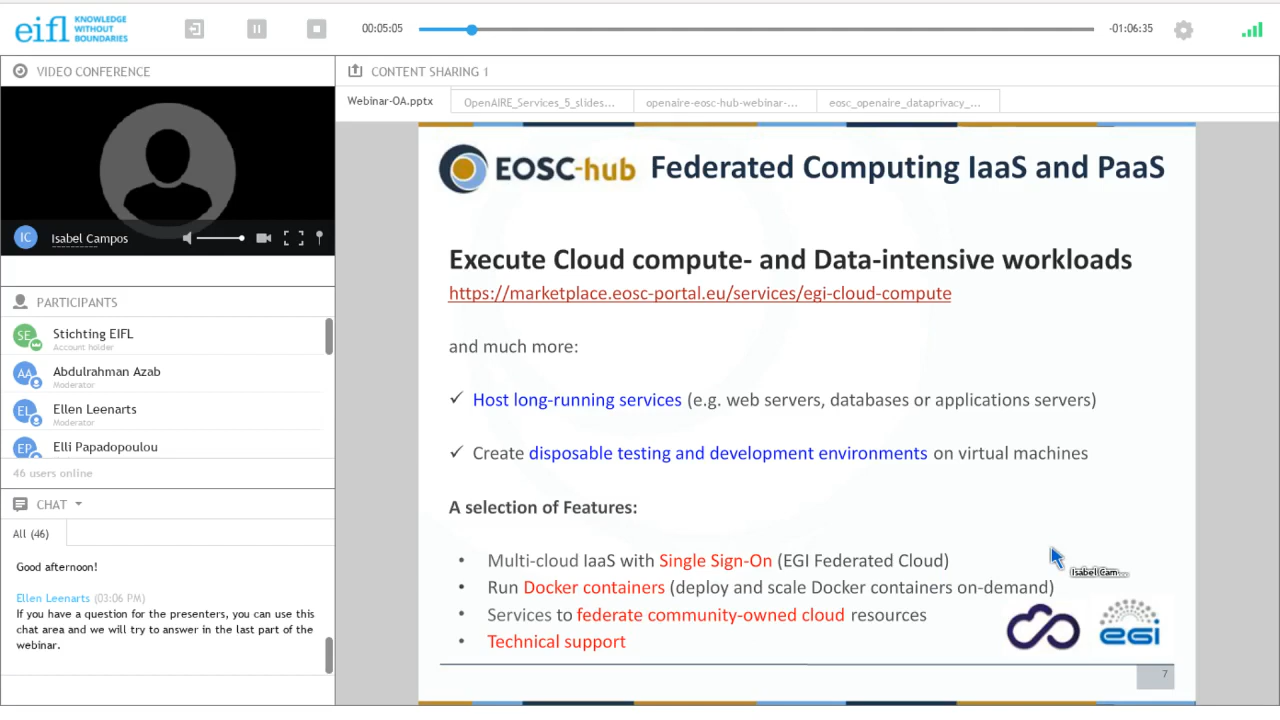 eifl KNOWLEDGE
WITHOUT
BOUNDARIES
00:05:05
-01:06:35
VIDEO CONFERENCE
IC Isabel Campos
PARTICIPANTS
SE Stichting EIFL
Account holder
AA Abdulrahman Azab
Moderator
EL Ellen Leenarts
Moderator
EP Elli Papadopoulou
46 users online
CHAT
All (46)
Good afternoon!
Ellen Leenarts (03:06 PM)
If you have a question for the presenters, you can use this
chat area and we will try to answer in the last part of the
webinar.
CONTENT SHARING 1
Webinar-OA.pptx OpenAIRE_Services_5_slides... openaire-eosc-hub-webinar-... eosc_openaire_dataprivacy_...
EOSC-hub Federated Computing IaaS and PaaS
Execute Cloud compute- and Data-intensive workloads
https://marketplace.eosc-portal.eu/services/egi-cloud-compute
and much more:
✓ Host long-running services (e.g. web servers, databases or applications servers)
✓ Create disposable testing and development environments on virtual machines
A selection of Features:
• Multi-cloud IaaS with Single Sign-On (EGI Federated Cloud)
• Run Docker containers (deploy and scale Docker containers on-demand)
• Services to federate community-owned cloud resources
• Technical support
Isabel Cam...
EGI
7